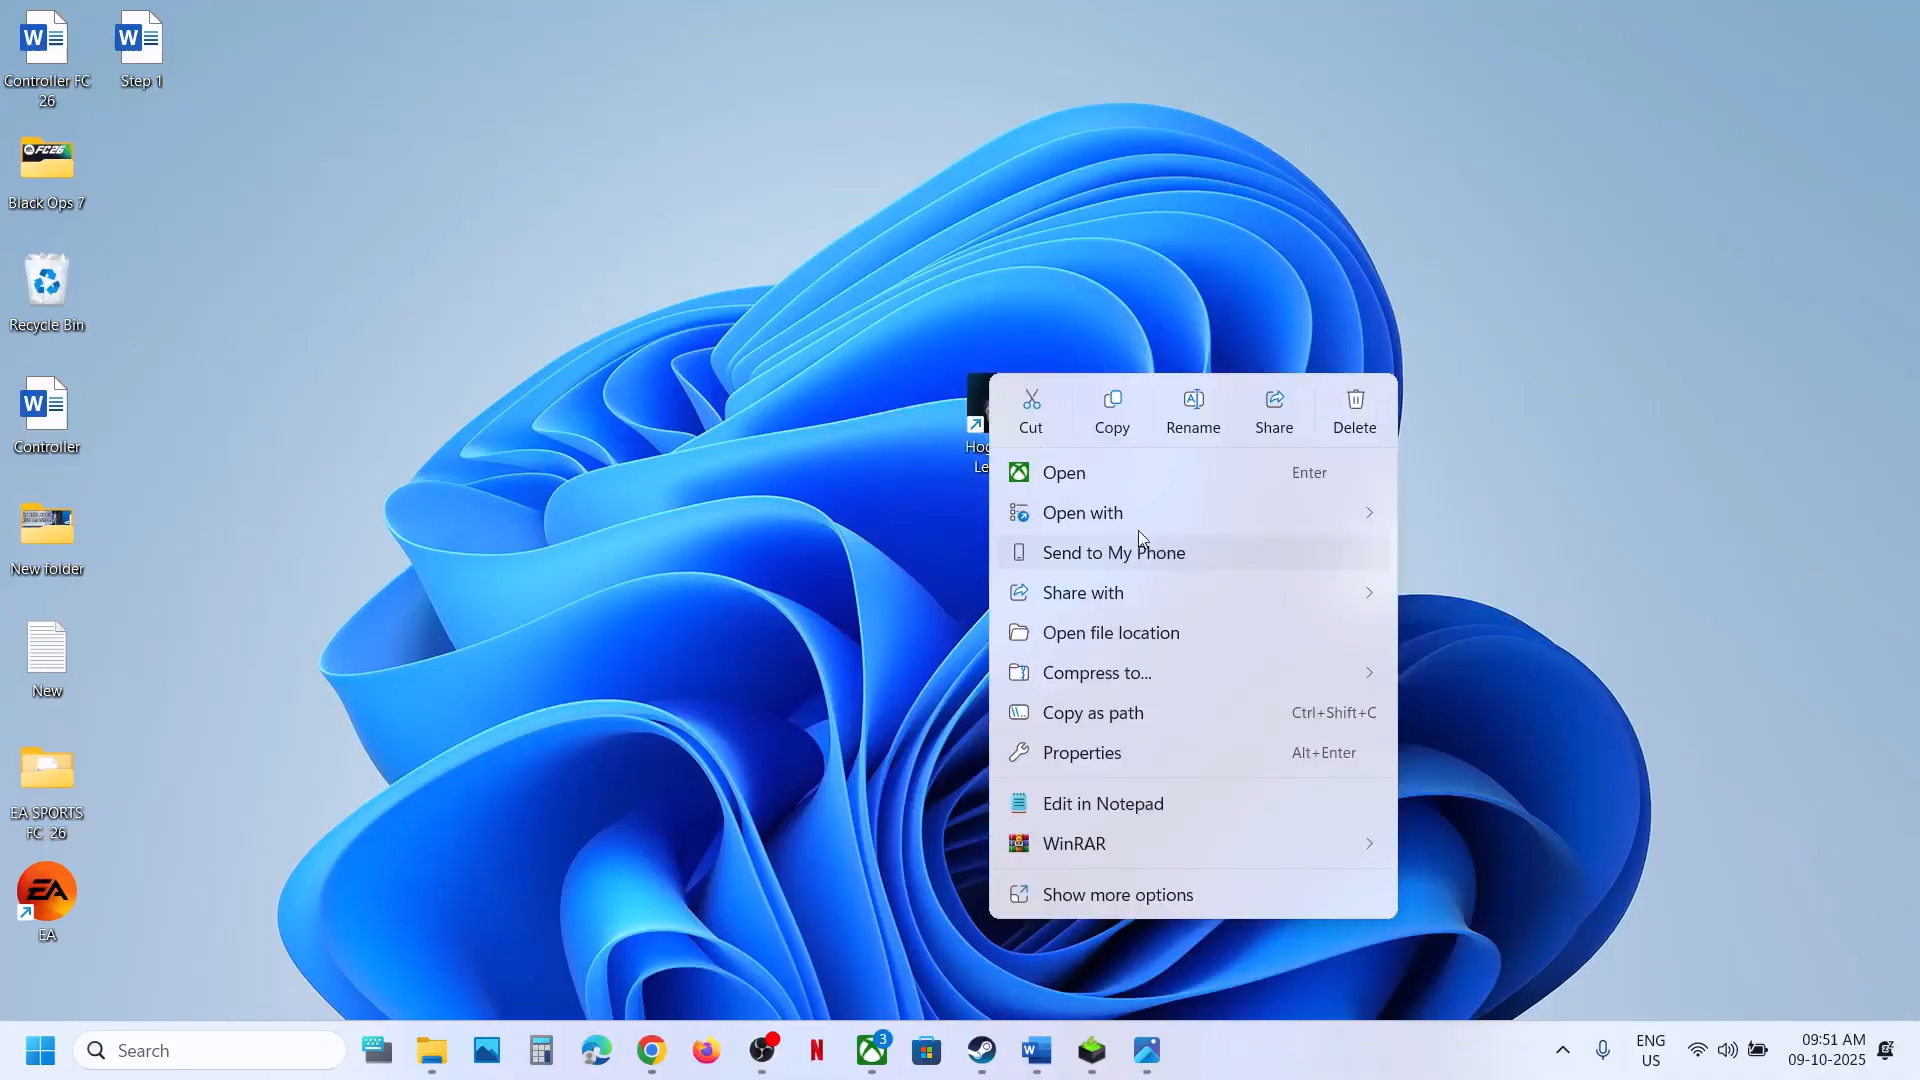 Controller FC
26
Step 1
FC26
Black Ops 7
Recycle Bin
Controller
New folder
New
EA SPORTS
FC 26
EA
EA
Cut
Copy
Rename
Share
Delete
Open
Enter
Open with
Send to My Phone
Share with
Open file location
Compress to...
Copy as path
Ctrl+Shift+C
Properties
Alt+Enter
Edit in Notepad
WinRAR
Show more options
Search
3
ENG
US
09:51 AM
09-10-2025